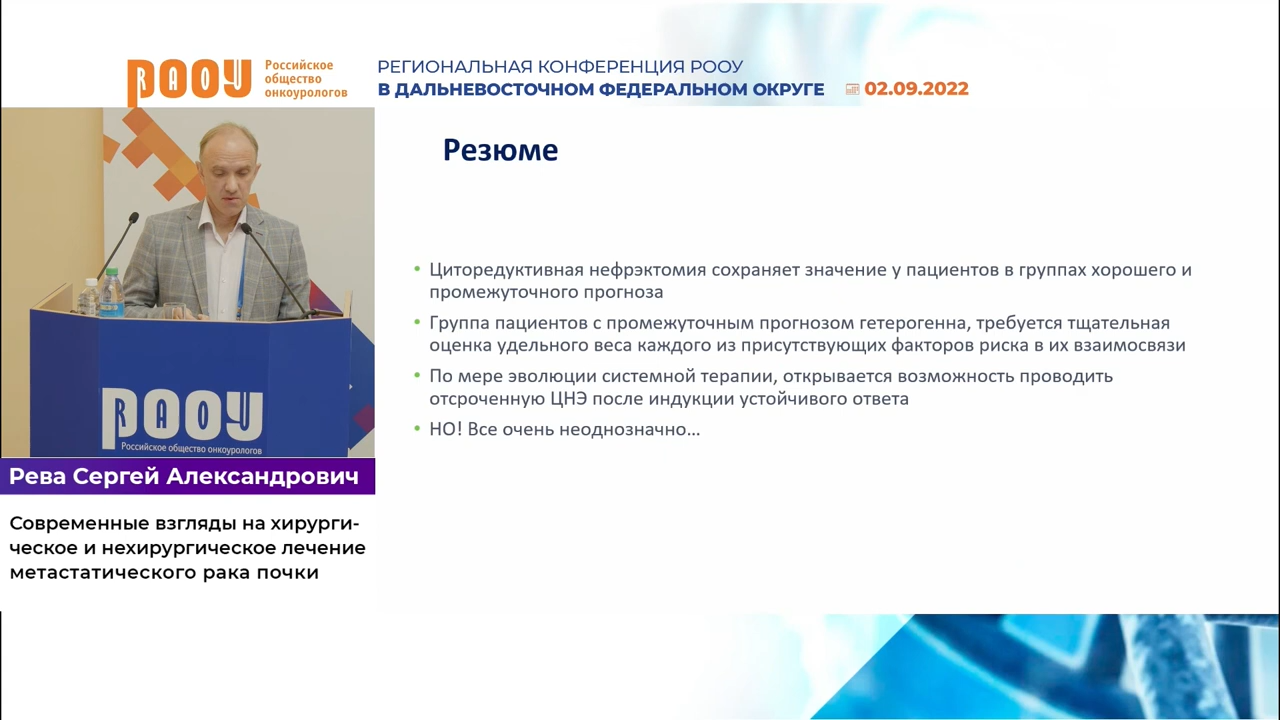 РООУ
RAOU
Российское
общество
онкоурологов
РЕГИОНАЛЬНАЯ КОНФЕРЕНЦИЯ РООУ
В ДАЛЬНЕВОСТОЧНОМ ФЕДЕРАЛЬНОМ ОКРУГЕ 02.09.2022
Резюме
• Циторедуктивная нефрэктомия сохраняет значение у пациентов в группах хорошего и
промежуточного прогноза
• Группа пациентов с промежуточным прогнозом гетерогенна, требуется тщательная
оценка удельного веса каждого из присутствующих факторов риска в их взаимосвязи
• По мере эволюции системной терапии, открывается возможность проводить
отсроченную ЦНЭ после индукции устойчивого ответа
• НО! Все очень неоднозначно...
РООУ
RAOU
Российское общество онкоурологов
Рева Сергей Александрович
Современные взгляды на хирурги-
ческое и нехирургическое лечение
метастатического рака почки